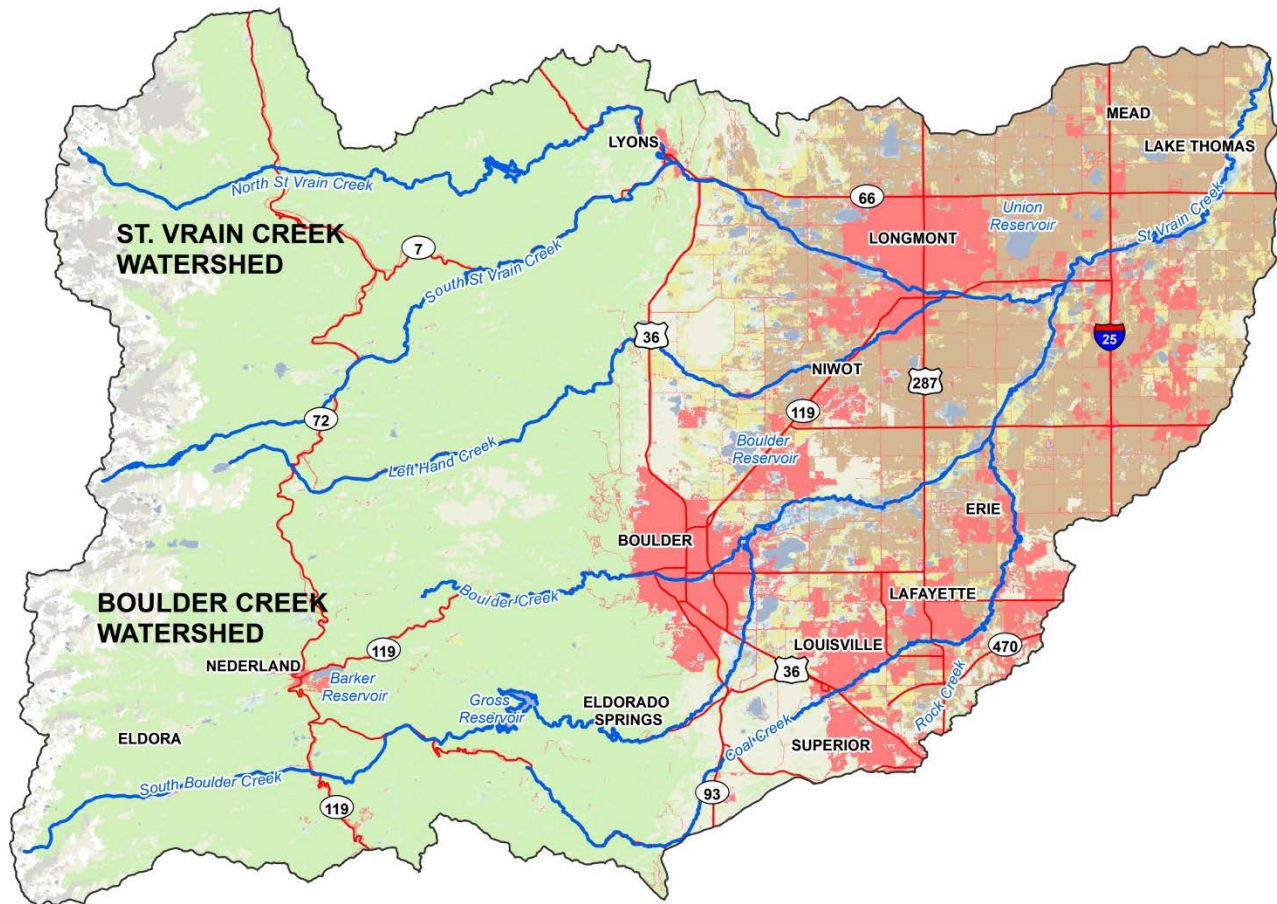 MEAD
LYONS
LAKE THOMAS
North St Vrain Creek
66
Union
Reservoir
St Vrain Creek
ST. VRAIN CREEK
WATERSHED
LONGMONT
7
South St Vrain Creek
36
25
NIWOT
287
72
119
Left Hand Creek
Boulder
Reservoir
ERIE
BOULDER
Boulder Creek
LAFAYETTE
BOULDER CREEK
WATERSHED
LOUISVILLE
470
119
NEDERLAND
36
Barker
Reservoir
Gross
Reservoir
ELDORADO
SPRINGS
Rock Creek
ELDORA
Coal Creek
SUPERIOR
South Boulder Creek
93
119